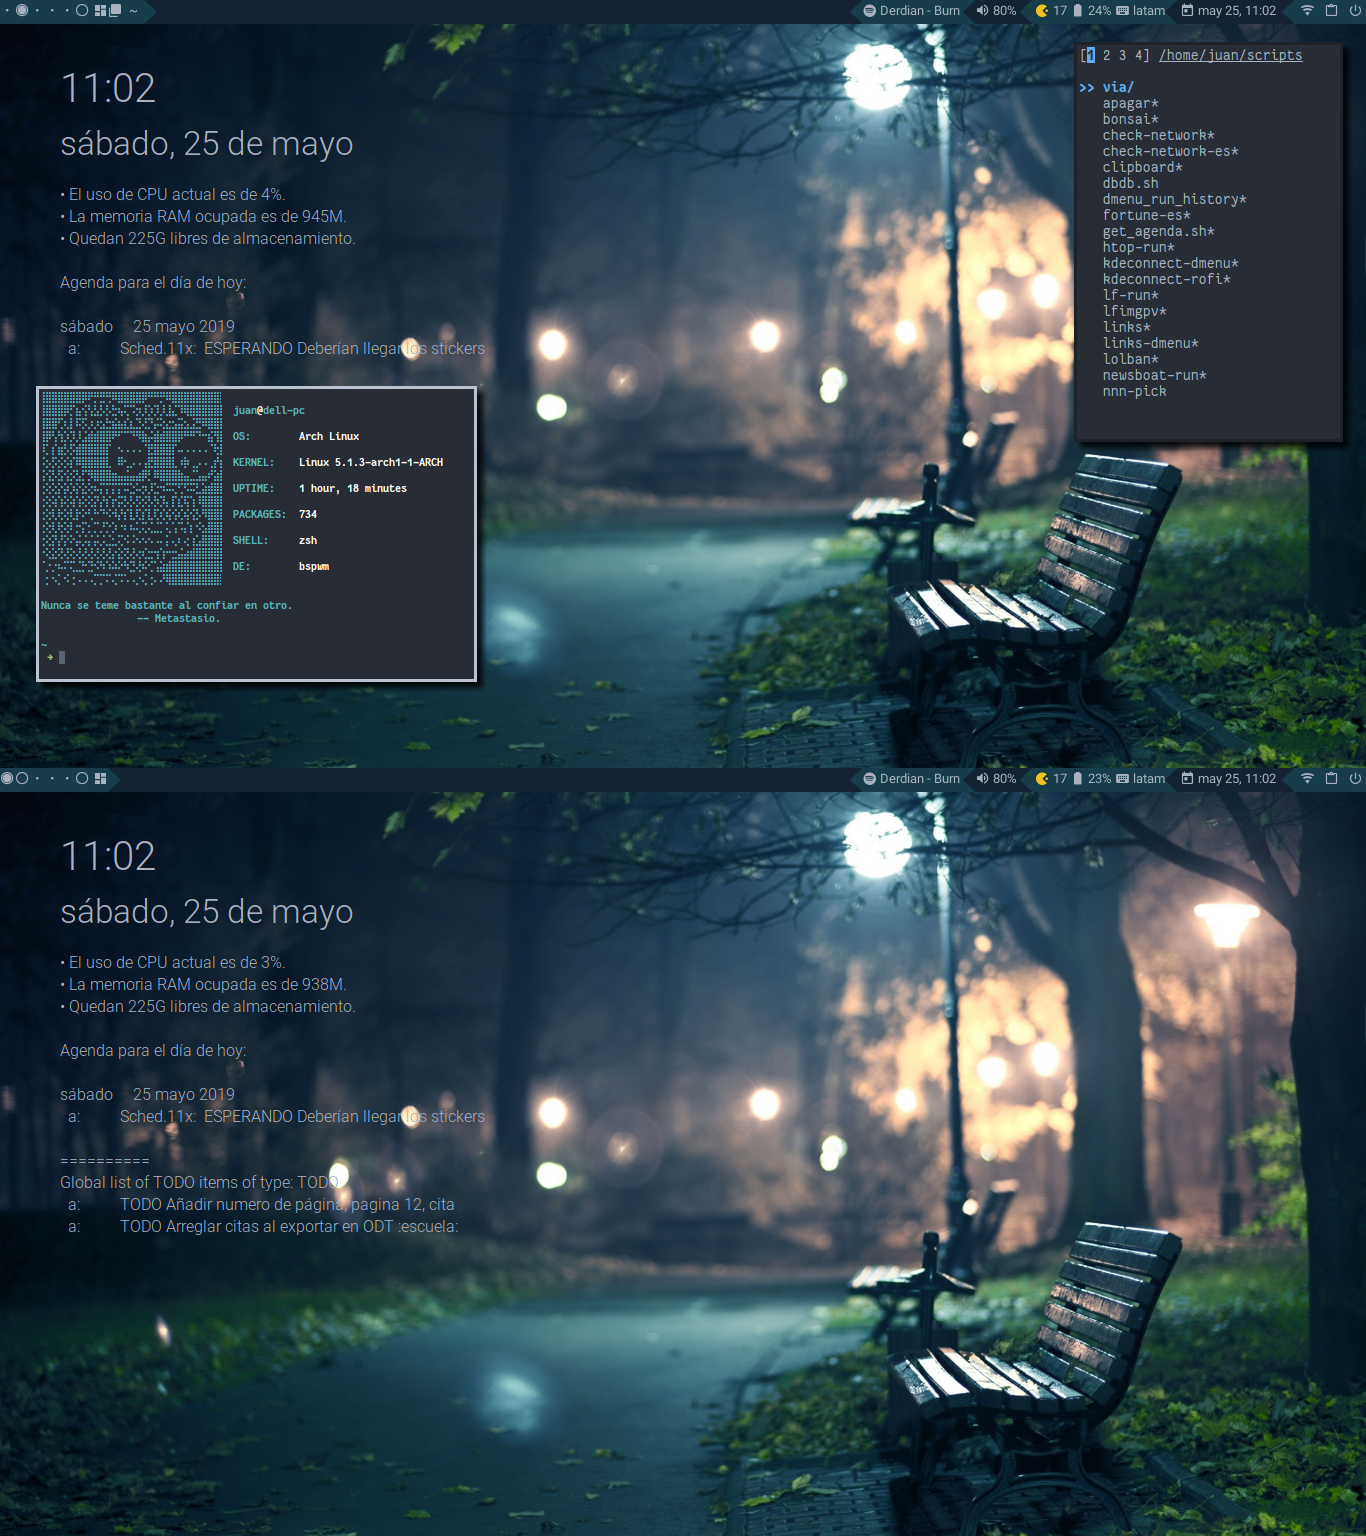 ~
Derdian - Burn
80%
17
24%
latam
may 25, 11:02
11:02
sábado, 25 de mayo
• El uso de CPU actual es de 4%.
• La memoria RAM ocupada es de 945M.
• Quedan 225G libres de almacenamiento.
Agenda para el día de hoy:
sábado 25 mayo 2019
a: Sched.11x: ESPERANDO Deberían llegar los stickers
[1 2 3 4] /home/juan/scripts
>> via/
apagar*
bonsai*
check-network*
check-network-es*
clipboard*
dbdb.sh
dmenu_run_history*
fortune-es*
get_agenda.sh*
htop-run*
kdeconnect-dmenu*
kdeconnect-rofi*
lf-run*
lfimgpv*
links*
links-dmenu*
lolban*
newsboat-run*
nnn-pick
juan@dell-pc
OS: Arch Linux
KERNEL: Linux 5.1.3-arch1-1-ARCH
UPTIME: 1 hour, 18 minutes
PACKAGES: 734
SHELL: zsh
DE: bspwm
Nunca se teme bastante al confiar en otro.
-- Metastasio.
~
➜
Derdian - Burn
80%
17
23%
latam
may 25, 11:02
11:02
sábado, 25 de mayo
• El uso de CPU actual es de 3%.
• La memoria RAM ocupada es de 938M.
• Quedan 225G libres de almacenamiento.
Agenda para el día de hoy:
sábado 25 mayo 2019
a: Sched.11x: ESPERANDO Deberían llegar los stickers
==========
Global list of TODO items of type: TODO
a: TODO Añadir numero de página, pagina 12, cita
a: TODO Arreglar citas al exportar en ODT :escuela: